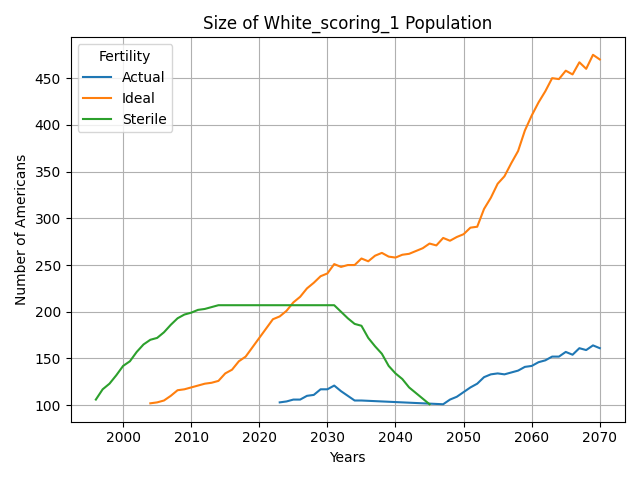 Size of White_scoring_1 Population
Fertility
Actual
Ideal
Sterile
Number of Americans
450
400
350
300
250
200
150
100
2000
2010
2020
2030
2040
2050
2060
2070
Years